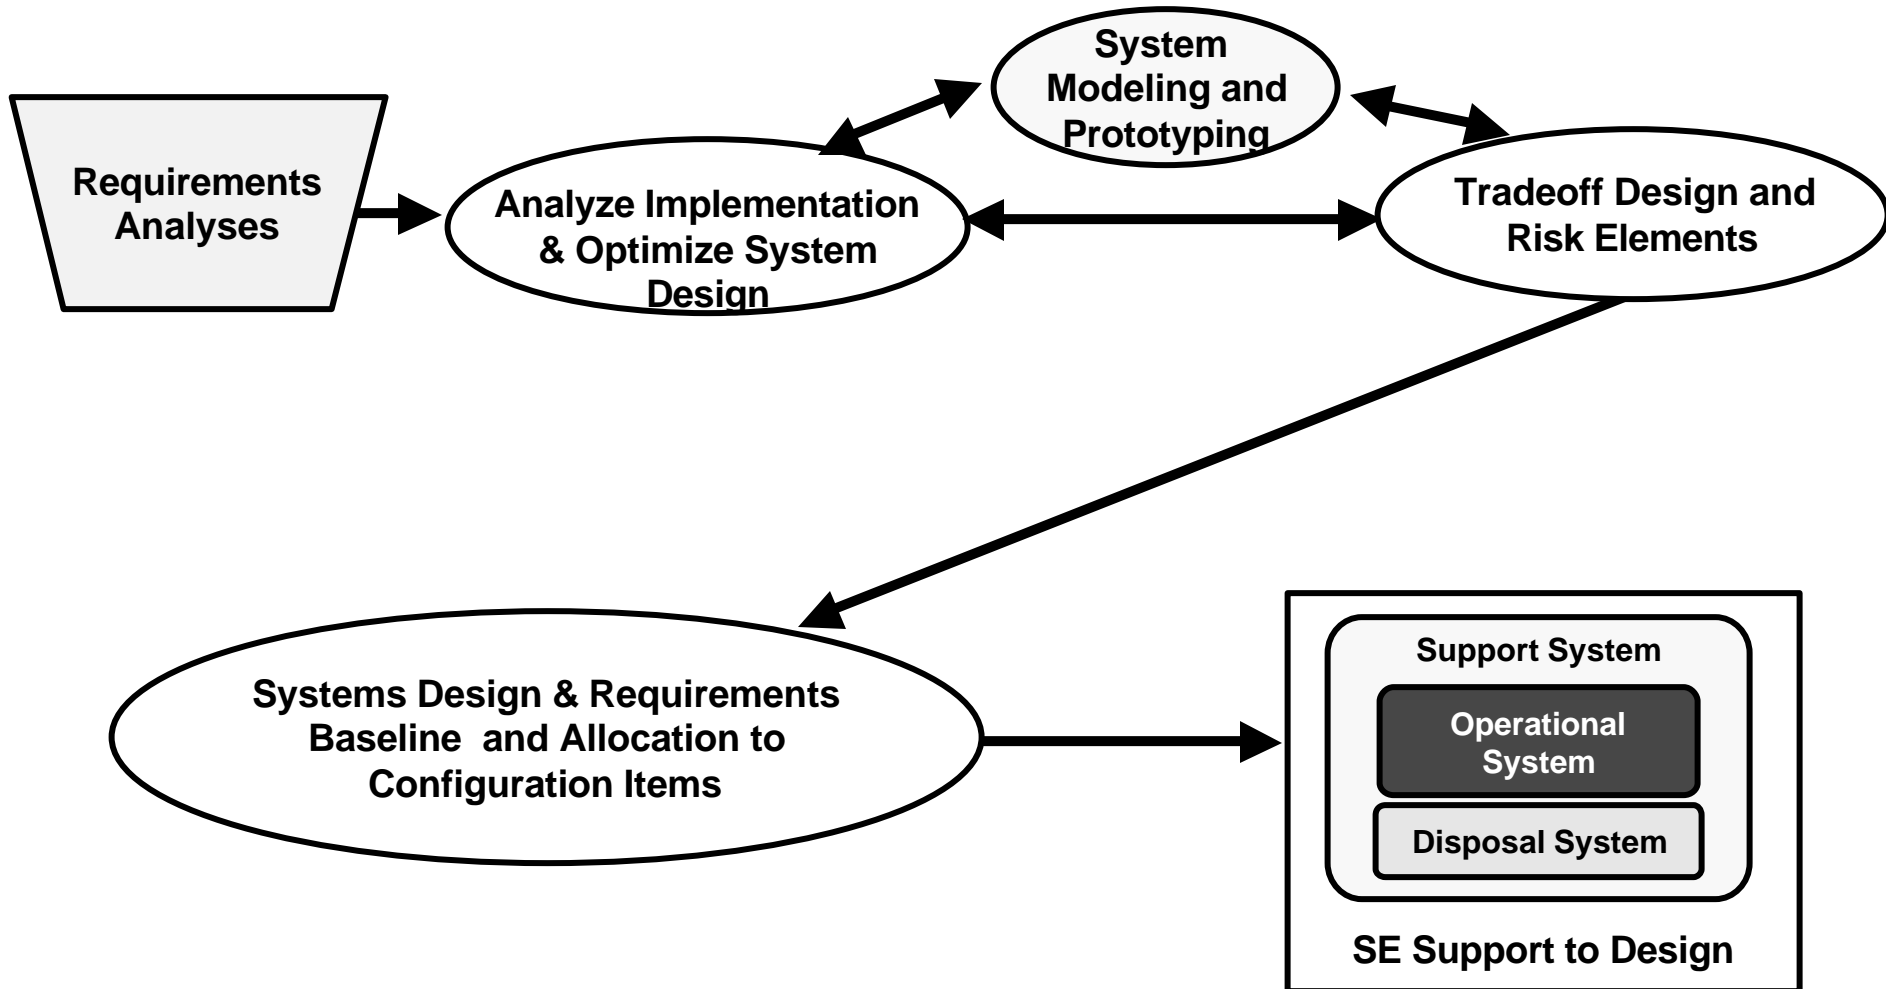 System
Modeling and
Prototyping
Requirements
Analyses
Analyze Implementation
& Optimize System
Design
Tradeoff Design and
Risk Elements
Systems Design & Requirements
Baseline and Allocation to
Configuration Items
Support System
Operational
System
Disposal System
SE Support to Design